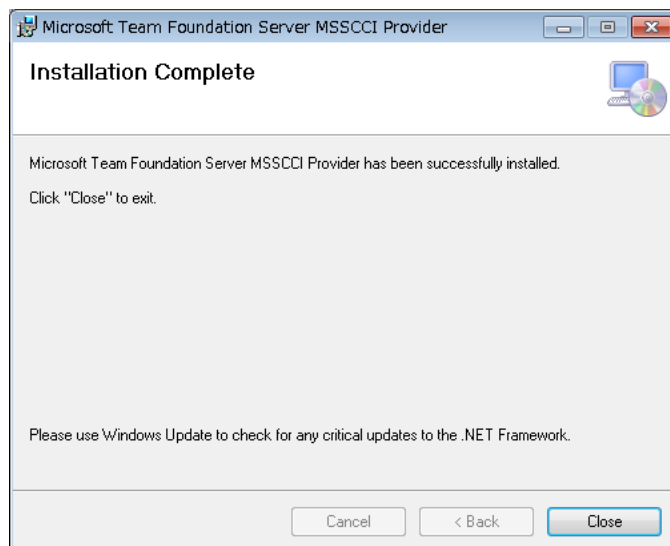 Microsoft Team Foundation Server MSSCCI Provider
Installation Complete
Microsoft Team Foundation Server MSSCCI Provider has been successfully installed.
Click "Close" to exit.
Please use Windows Update to check for any critical updates to the .NET Framework.
Cancel
< Back
Close